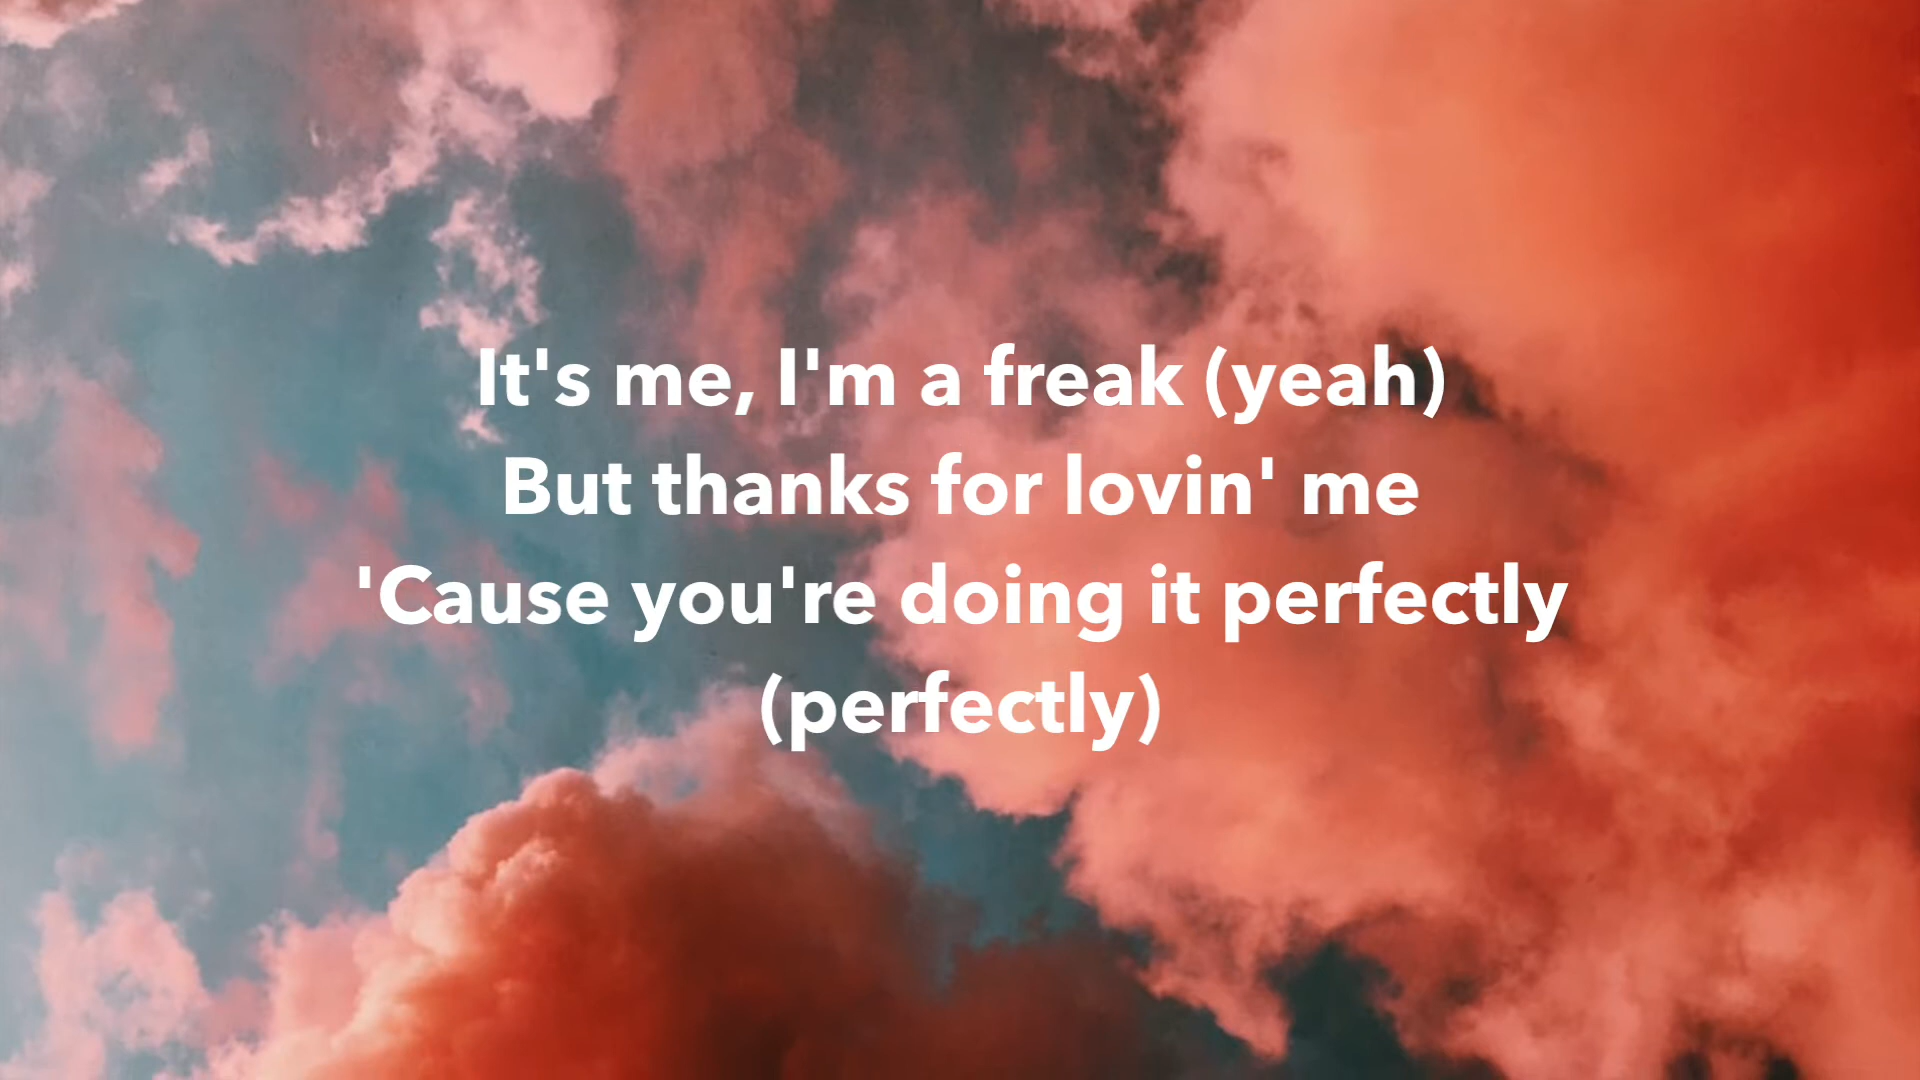 It's me, I'm a freak (yeah)
But thanks for lovin' me
'Cause you're doing it perfectly
(perfectly)